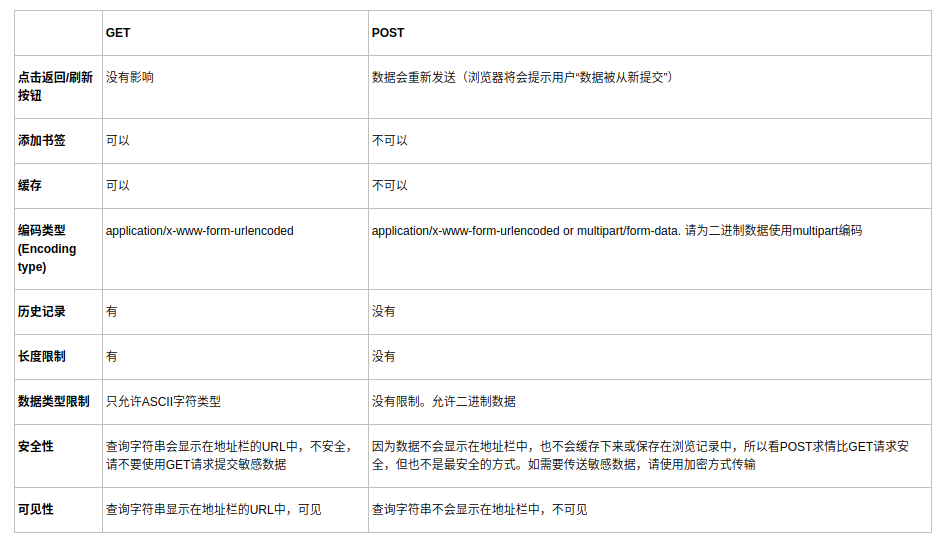 GET POST
点击返回/刷新 没有影响 数据会重新发送（浏览器将会提示用户“数据被从新提交”）
按钮
添加书签 可以 不可以
缓存 可以 不可以
编码类型 application/x-www-form-urlencoded application/x-www-form-urlencoded or multipart/form-data. 请为二进制数据使用multipart编码
(Encoding
type)
历史记录 有 没有
长度限制 有 没有
数据类型限制 只允许ASCII字符类型 没有限制。允许二进制数据
安全性 查询字符串会显示在地址栏的URL中，不安全， 因为数据不会显示在地址栏中，也不会缓存下来或保存在浏览记录中，所以看POST求情比GET请求安
请不要使用GET请求提交敏感数据 全，但也不是最安全的方式。如需要传送敏感数据，请使用加密方式传输
可见性 查询字符串显示在地址栏的URL中，可见 查询字符串不会显示在地址栏中，不可见